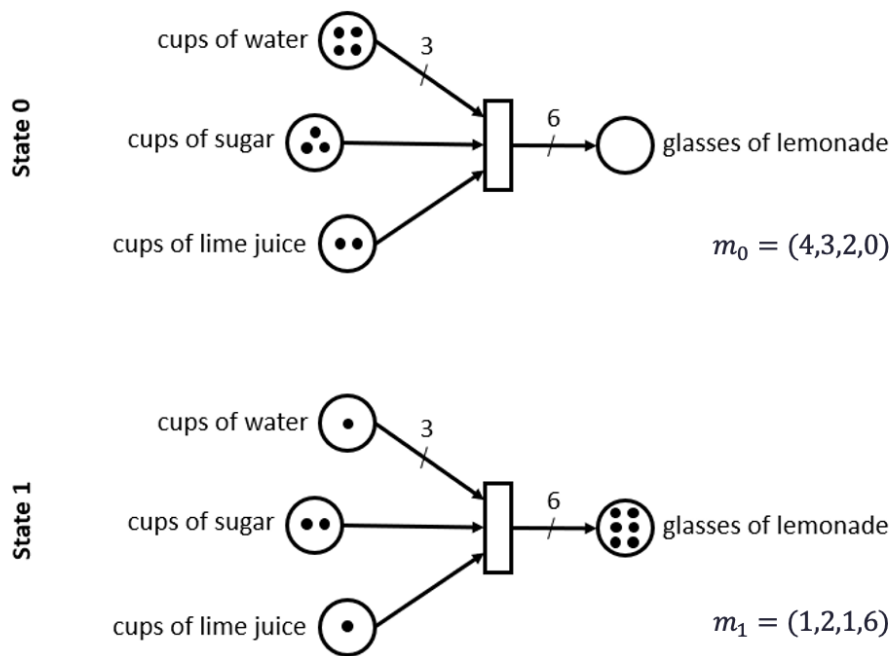 State 0
cups of water
3
cups of sugar
6
glasses of lemonade
cups of lime juice
m₀ = (4,3,2,0)
State 1
cups of water
3
cups of sugar
6
glasses of lemonade
cups of lime juice
m₁ = (1,2,1,6)